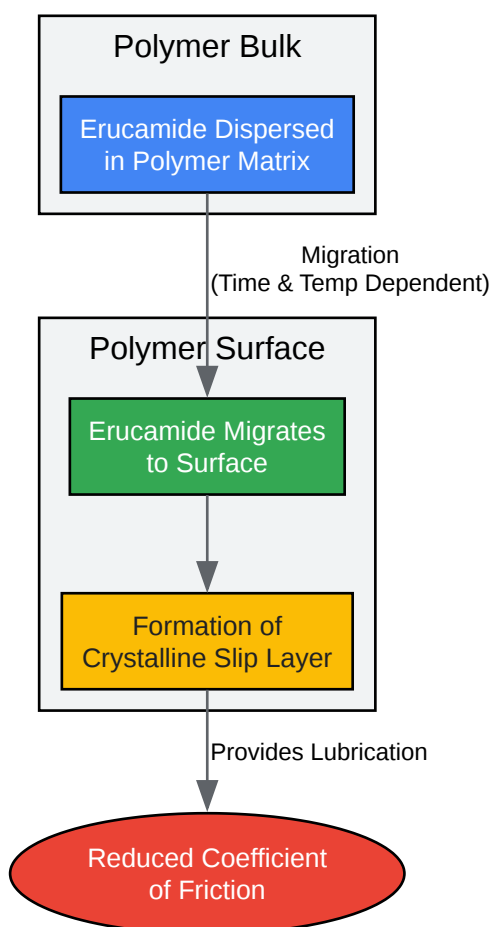 Polymer Bulk
Erucamide Dispersed
in Polymer Matrix
Migration
(Time & Temp Dependent)
Polymer Surface
Erucamide Migrates
to Surface
Formation of
Crystalline Slip Layer
Provides Lubrication
Reduced Coefficient
of Friction